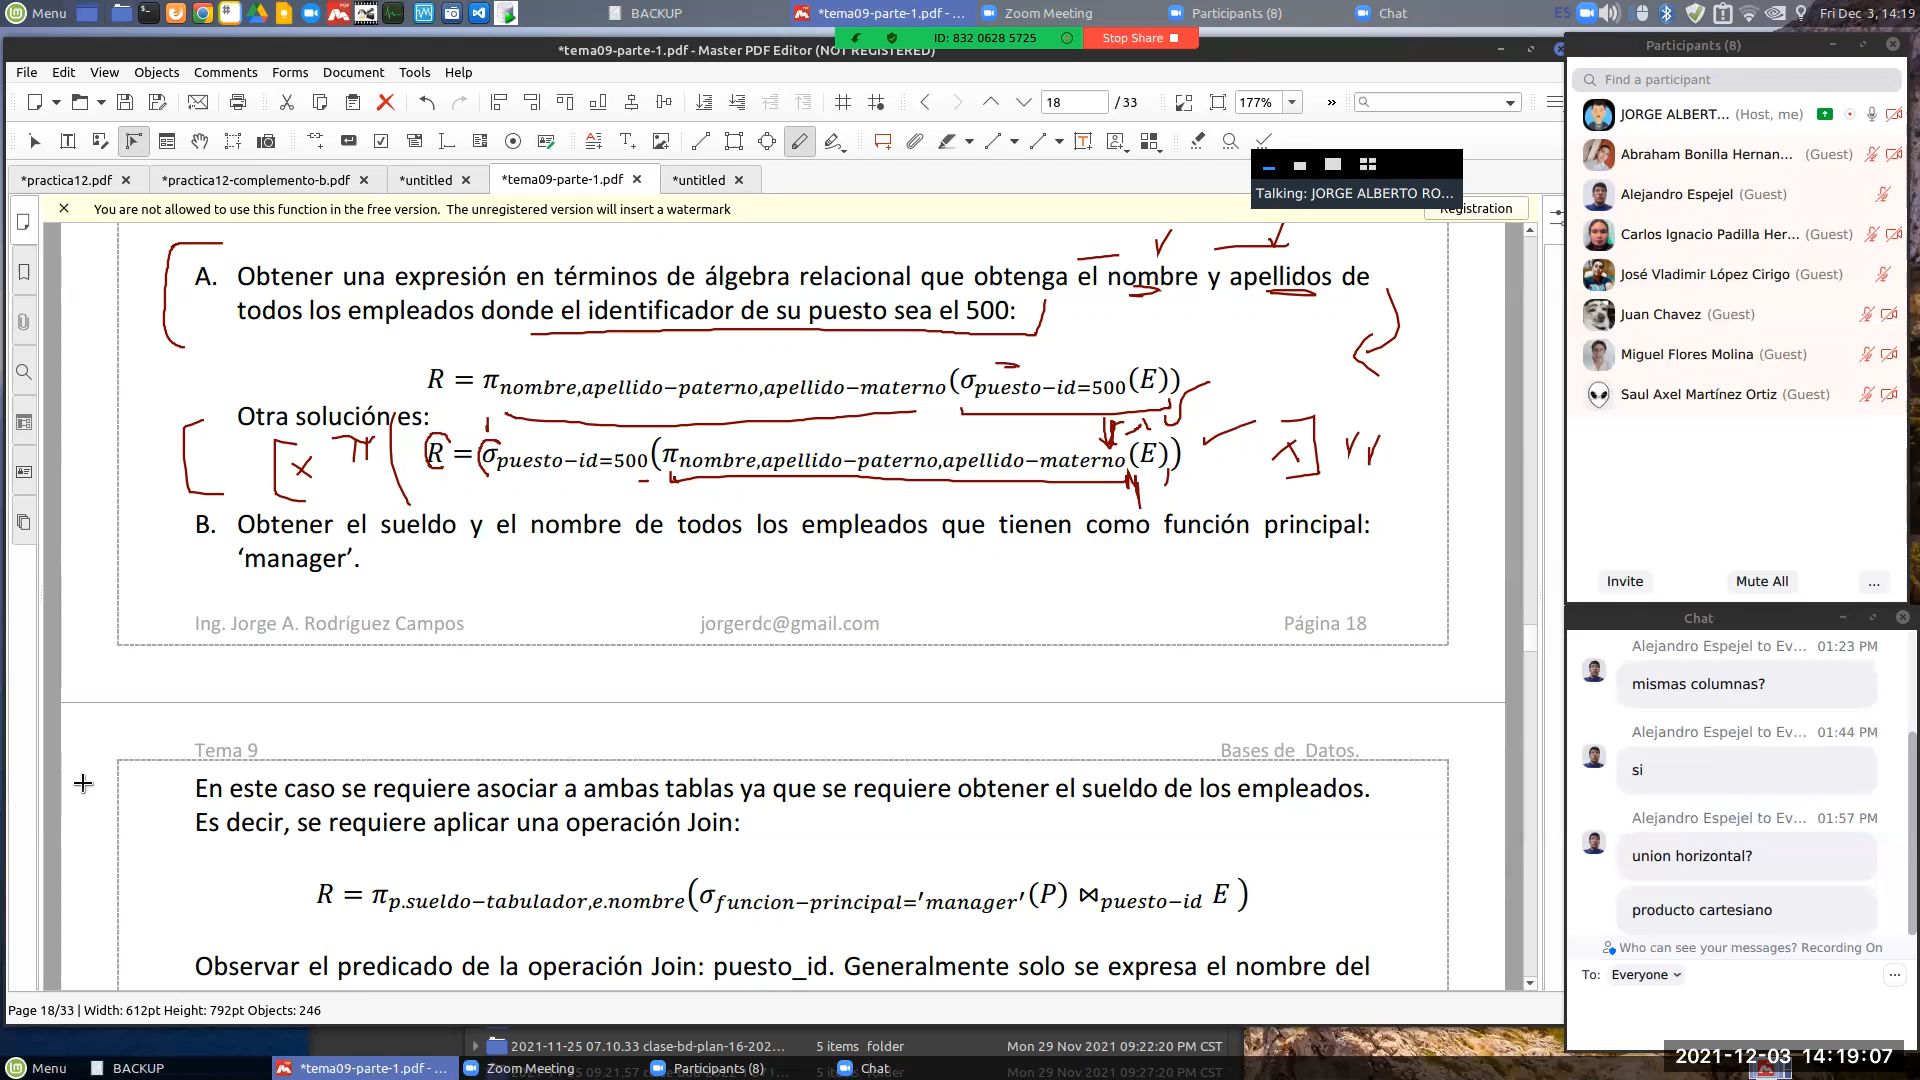 Menu
BACKUP
*tema09-parte-1.pdf - ...
Zoom Meeting
Participants (8)
Chat
ES
Fri Dec 3, 14:19
*tema09-parte-1.pdf - Master PDF Editor (NOT REGISTERED)
ID: 832 0628 5725
Stop Share
File Edit View Objects Comments Forms Document Tools Help
18 / 33
177%
*practica12.pdf
*practica12-complemento-b.pdf
*untitled
*tema09-parte-1.pdf
*untitled
Talking: JORGE ALBERTO RO...
You are not allowed to use this function in the free version. The unregistered version will insert a watermark
Registration
A. Obtener una expresión en términos de álgebra relacional que obtenga el nombre y apellidos de
todos los empleados donde el identificador de su puesto sea el 500:
R = π nombre,apellido−paterno,apellido−materno (σ puesto−id=500 (E))
Otra solución es:
x π ( R = σ puesto−id=500 (π nombre,apellido−paterno,apellido−materno (E)) x
B. Obtener el sueldo y el nombre de todos los empleados que tienen como función principal:
‘manager’.
Ing. Jorge A. Rodríguez Campos
jorgerdc@gmail.com
Página 18
Tema 9
Bases de Datos.
En este caso se requiere asociar a ambas tablas ya que se requiere obtener el sueldo de los empleados.
Es decir, se requiere aplicar una operación Join:
R = π p.sueldo−tabulador,e.nombre (σ funcion−principal=′manager′ (P) ⋈ puesto−id E )
Observar el predicado de la operación Join: puesto_id. Generalmente solo se expresa el nombre del
Page 18/33 | Width: 612pt Height: 792pt Objects: 246
Participants (8)
Find a participant
JORGE ALBERT... (Host, me)
Abraham Bonilla Hernan... (Guest)
Alejandro Espejel (Guest)
Carlos Ignacio Padilla Her... (Guest)
José Vladimir López Cirigo (Guest)
Juan Chavez (Guest)
Miguel Flores Molina (Guest)
Saul Axel Martínez Ortiz (Guest)
Invite
Mute All
...
Chat
Alejandro Espejel to Ev... 01:23 PM
mismas columnas?
Alejandro Espejel to Ev... 01:44 PM
si
Alejandro Espejel to Ev... 01:57 PM
union horizontal?
producto cartesiano
Who can see your messages? Recording On
To: Everyone
2021-11-25 07.10.33 clase-bd-plan-16-202... 5 items folder Mon 29 Nov 2021 09:22:20 PM CST
Menu
BACKUP
*tema09-parte-1.pdf - ...
Zoom Meeting
Participants (8)
Chat
2021-12-03 14:19:07